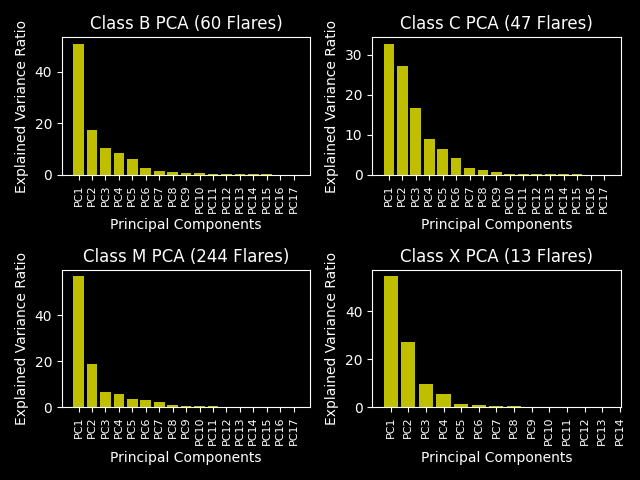 Class B PCA (60 Flares)
Explained Variance Ratio
40
20
0
PC1 PC2 PC3 PC4 PC5 PC6 PC7 PC8 PC9 PC10 PC11 PC12 PC13 PC14 PC15 PC16 PC17
Principal Components
Class C PCA (47 Flares)
Explained Variance Ratio
30
20
10
0
PC1 PC2 PC3 PC4 PC5 PC6 PC7 PC8 PC9 PC10 PC11 PC12 PC13 PC14 PC15 PC16 PC17
Principal Components
Class M PCA (244 Flares)
Explained Variance Ratio
40
20
0
PC1 PC2 PC3 PC4 PC5 PC6 PC7 PC8 PC9 PC10 PC11 PC12 PC13 PC14 PC15 PC16 PC17
Principal Components
Class X PCA (13 Flares)
Explained Variance Ratio
40
20
0
PC1 PC2 PC3 PC4 PC5 PC6 PC7 PC8 PC9 PC10 PC11 PC12 PC13 PC14
Principal Components